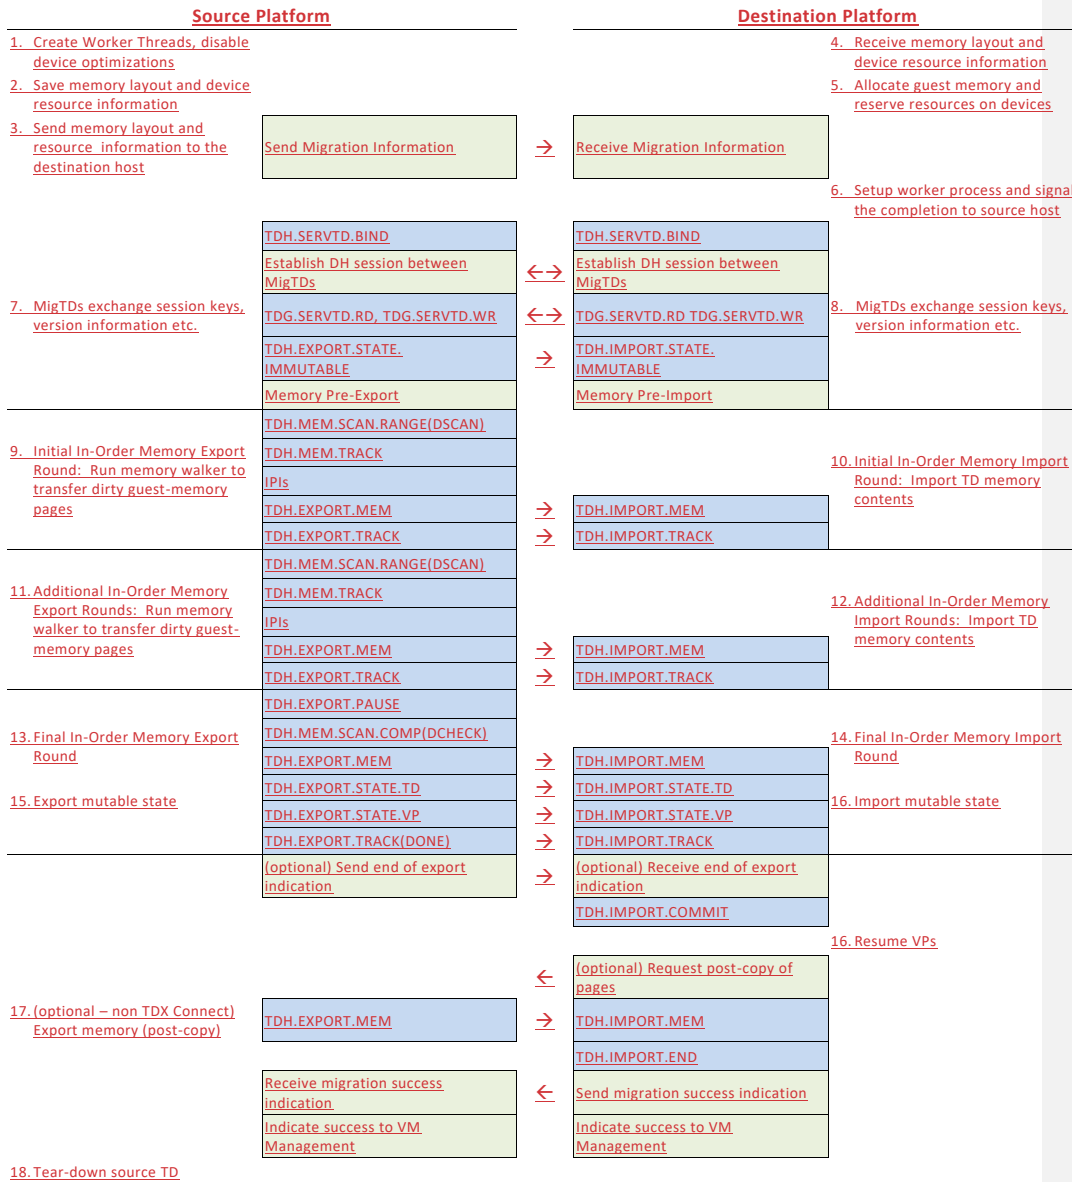 Source Platform
Destination Platform
1. Create Worker Threads, disable
device optimizations
4. Receive memory layout and
device resource information
2. Save memory layout and device
resource information
5. Allocate guest memory and
reserve resources on devices
3. Send memory layout and
resource information to the
destination host
Send Migration Information
→
Receive Migration Information
6. Setup worker process and signal
the completion to source host
TDH.SERVTD.BIND
TDH.SERVTD.BIND
Establish DH session between
MigTDs
←→
Establish DH session between
MigTDs
7. MigTDs exchange session keys,
version information etc.
TDG.SERVTD.RD, TDG.SERVTD.WR
←→
TDG.SERVTD.RD TDG.SERVTD.WR
8. MigTDs exchange session keys,
version information etc.
TDH.EXPORT.STATE.
IMMUTABLE
→
TDH.IMPORT.STATE.
IMMUTABLE
Memory Pre-Export
Memory Pre-Import
9. Initial In-Order Memory Export
Round: Run memory walker to
transfer dirty guest-memory
pages
TDH.MEM.SCAN.RANGE(DSCAN)
TDH.MEM.TRACK
IPIs
TDH.EXPORT.MEM
→
TDH.IMPORT.MEM
TDH.EXPORT.TRACK
→
TDH.IMPORT.TRACK
10. Initial In-Order Memory Import
Round: Import TD memory
contents
11. Additional In-Order Memory
Export Rounds: Run memory
walker to transfer dirty guest-
memory pages
TDH.MEM.SCAN.RANGE(DSCAN)
TDH.MEM.TRACK
IPIs
TDH.EXPORT.MEM
→
TDH.IMPORT.MEM
TDH.EXPORT.TRACK
→
TDH.IMPORT.TRACK
12. Additional In-Order Memory
Import Rounds: Import TD
memory contents
13. Final In-Order Memory Export
Round
TDH.EXPORT.PAUSE
TDH.MEM.SCAN.COMP(DCHECK)
TDH.EXPORT.MEM
→
TDH.IMPORT.MEM
14. Final In-Order Memory Import
Round
15. Export mutable state
TDH.EXPORT.STATE.TD
→
TDH.IMPORT.STATE.TD
16. Import mutable state
TDH.EXPORT.STATE.VP
→
TDH.IMPORT.STATE.VP
TDH.EXPORT.TRACK(DONE)
→
TDH.IMPORT.TRACK
(optional) Send end of export
indication
→
(optional) Receive end of export
indication
TDH.IMPORT.COMMIT
16. Resume VPs
←
(optional) Request post-copy of
pages
17. (optional – non TDX Connect)
Export memory (post-copy)
TDH.EXPORT.MEM
→
TDH.IMPORT.MEM
TDH.IMPORT.END
Receive migration success
indication
←
Send migration success indication
Indicate success to VM
Management
Indicate success to VM
Management
18. Tear-down source TD